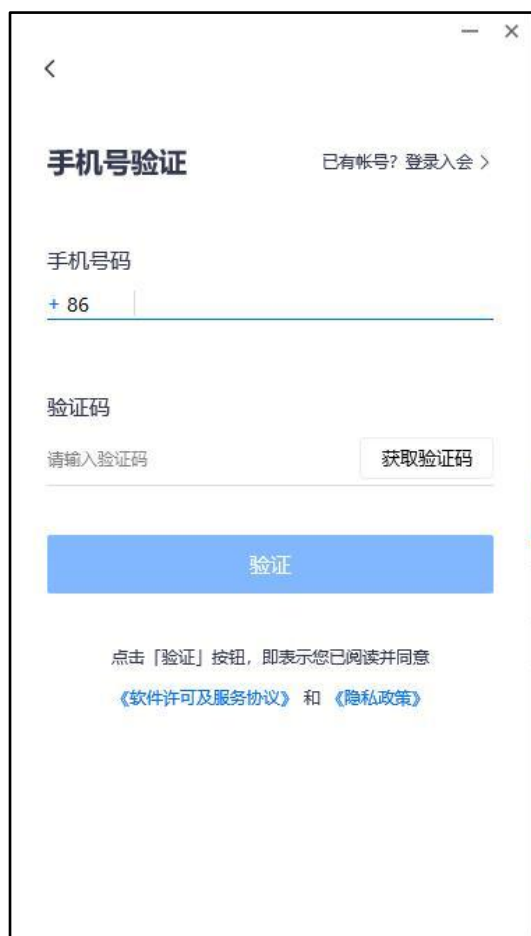 手机号验证
已有帐号？登录入会 >
手机号码
+ 86
验证码
请输入验证码
获取验证码
验证
点击「验证」按钮，即表示您已阅读并同意
《软件许可及服务协议》 和 《隐私政策》